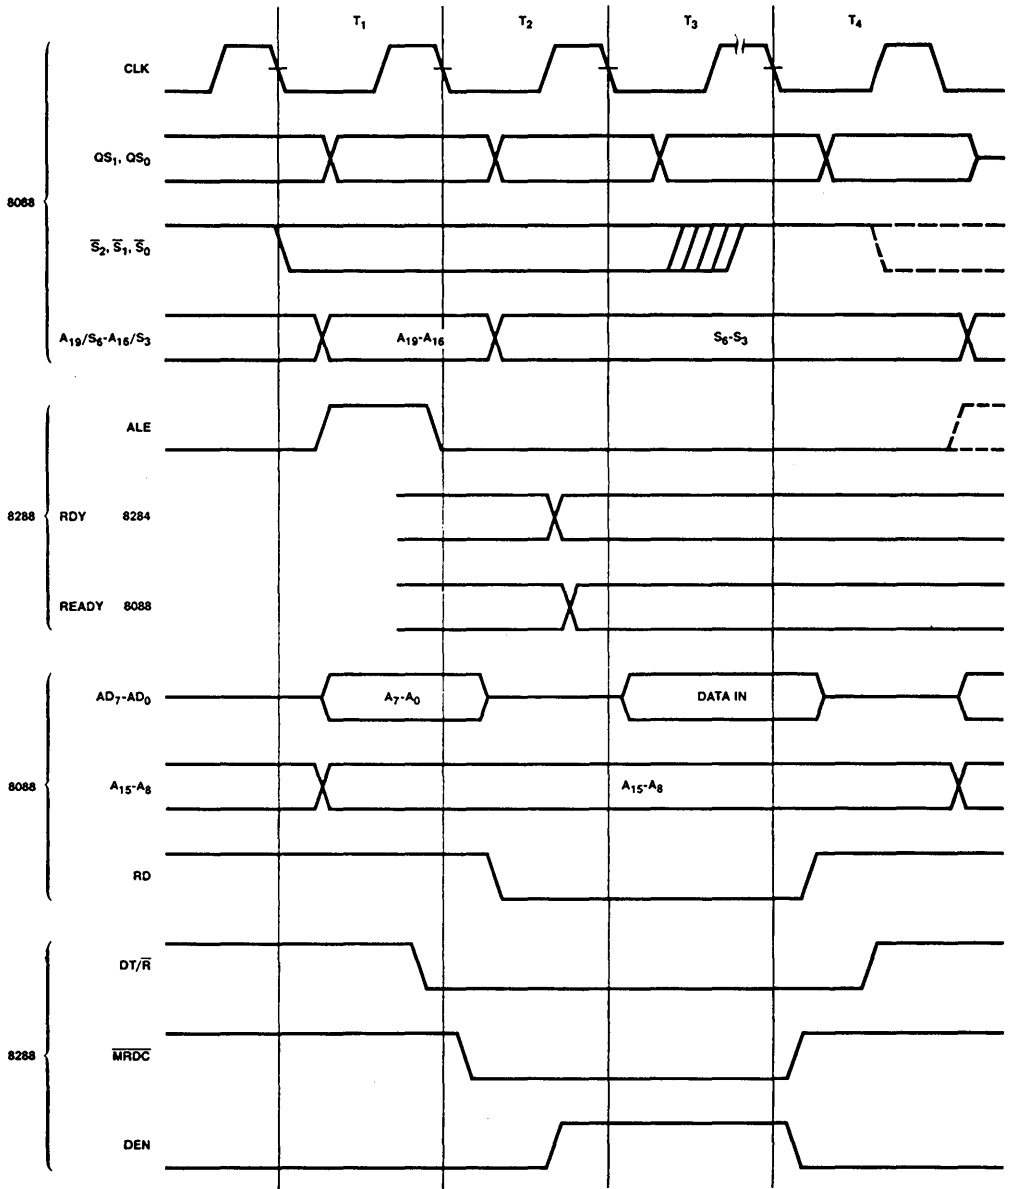 T₁ T₂ T₃ T₄
CLK
QS₁, QS₀
8088
S̅₂, S̅₁, S̅₀
A₁₉/S₆-A₁₆/S₃ A₁₉-A₁₆ S₆-S₃
ALE
8288 RDY 8284
READY 8088
AD₇-AD₀ A₇-A₀ DATA IN
8088 A₁₅-A₈ A₁₅-A₈
RD
DT/R̅
8288 M̅R̅D̅C̅
DEN